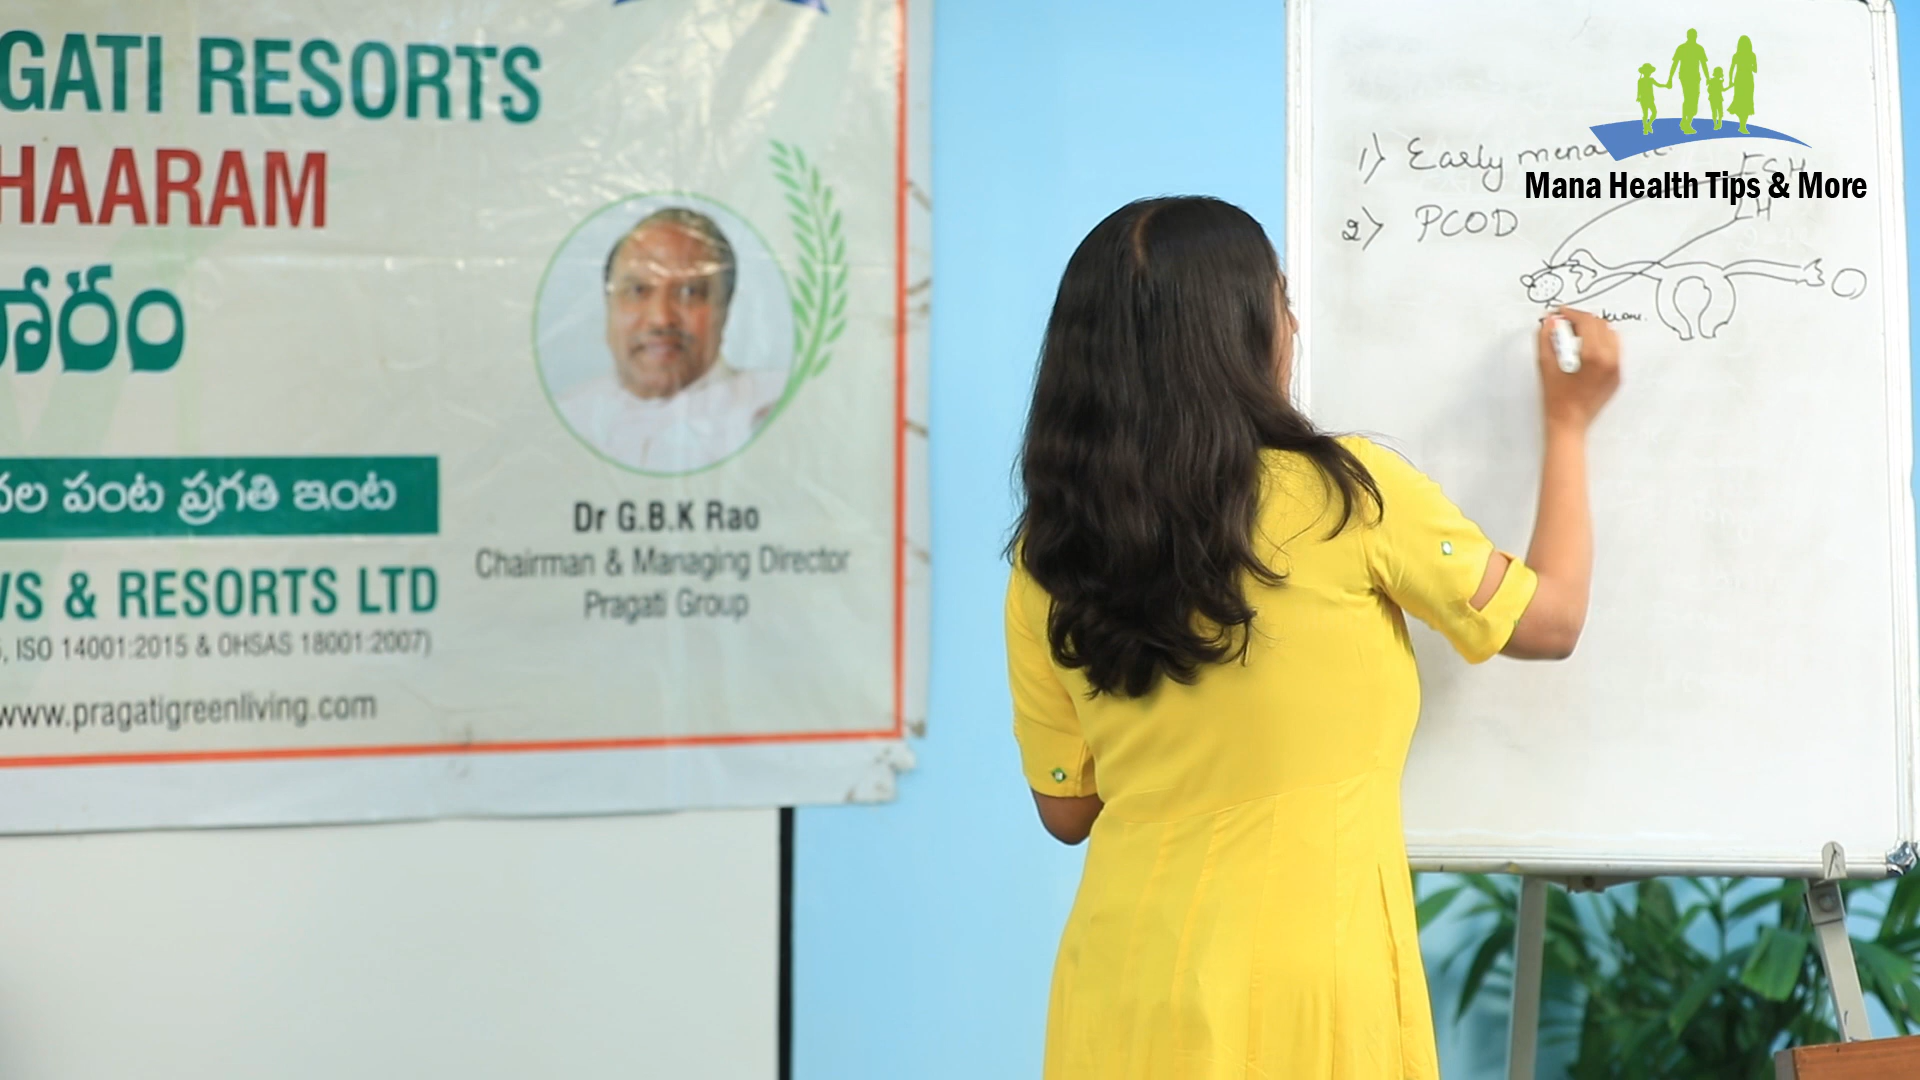 GATI RESORTS
HAARAM
హారం
పంట ప్రగతి ఇంట
Dr G.B.K Rao
Chairman & Managing Director
Pragati Group
& RESORTS LTD
ISO 14001:2015 & OHSAS 18001:2007)
www.pragatigreenliving.com
1) Early mena
2) PCOD
FSH
LH
Mana Health Tips & More